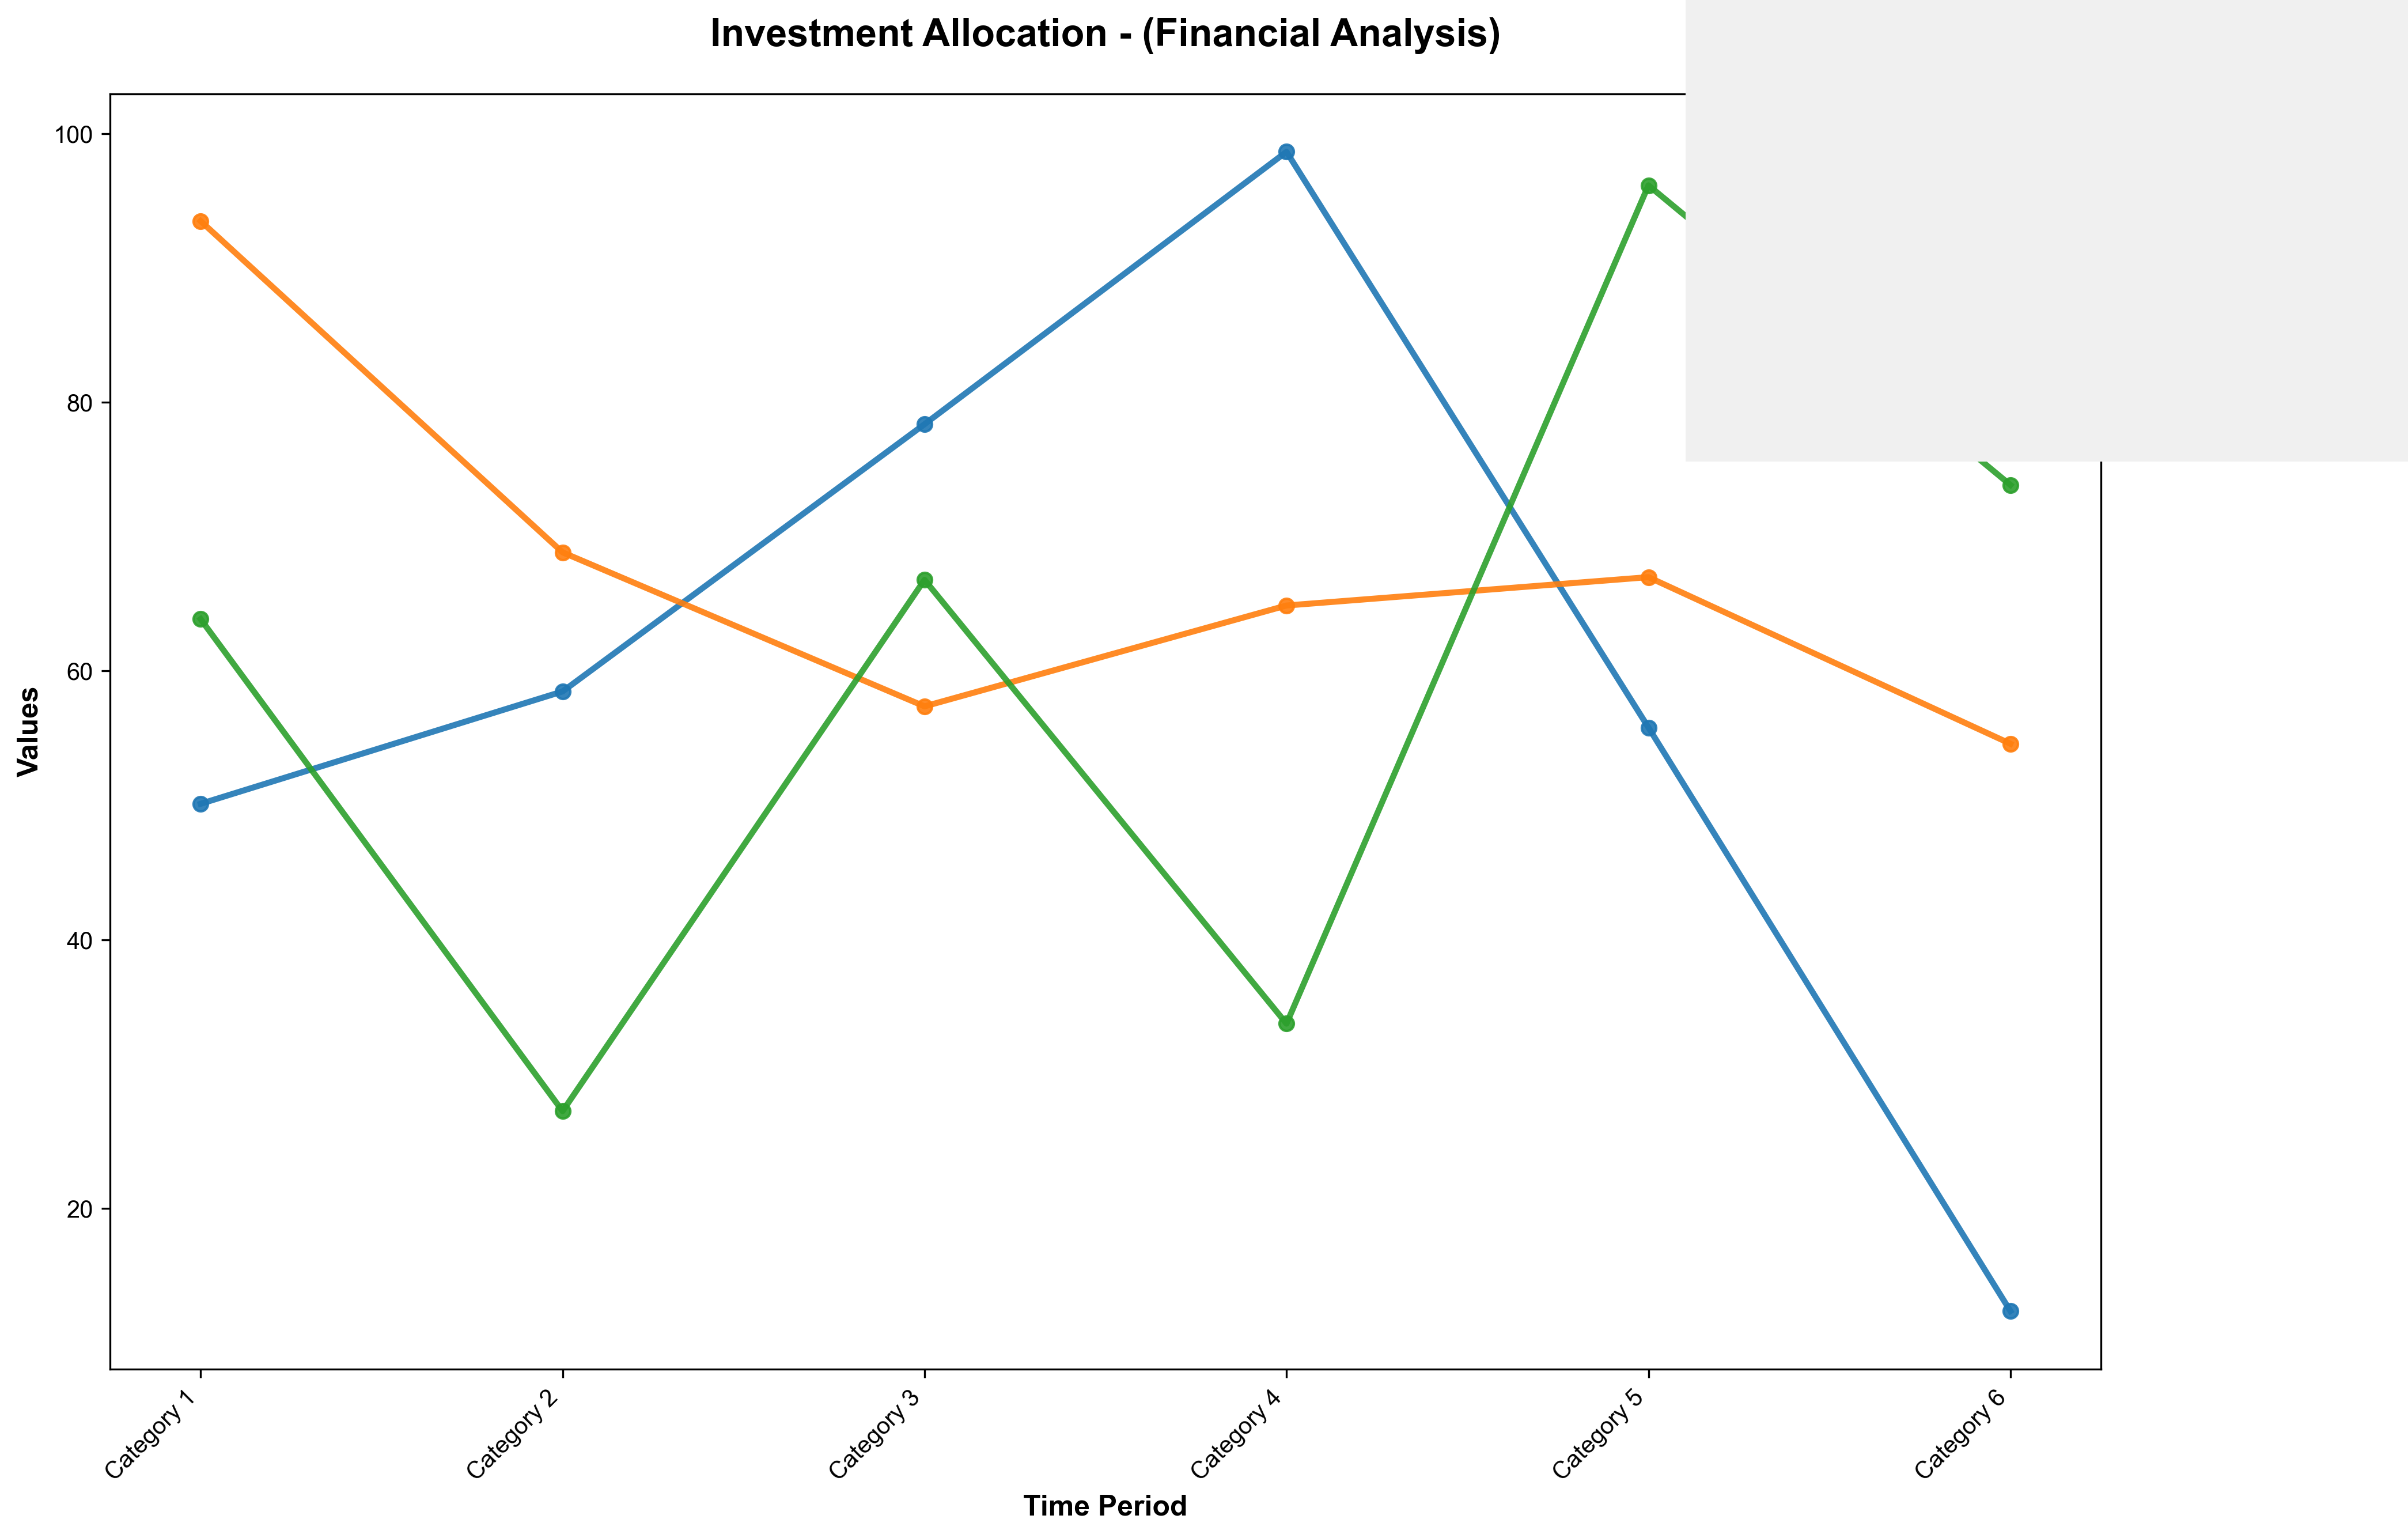 Investment Allocation - (Financial Analysis)
100
80
60
40
20
Values
Category 1
Category 2
Category 3
Category 4
Category 5
Category 6
Time Period